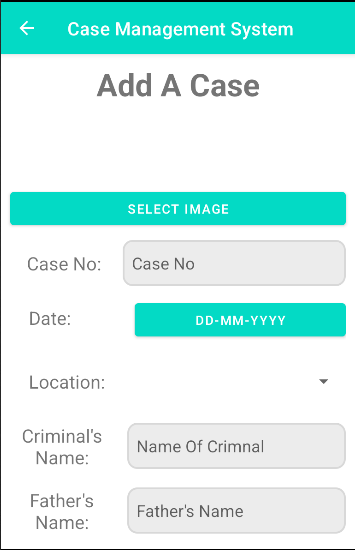 Case Management System
Add A Case
SELECT IMAGE
Case No:
Case No
Date:
DD-MM-YYYY
Location:
Criminal's
Name:
Name Of Crimnal
Father's
Name:
Father's Name